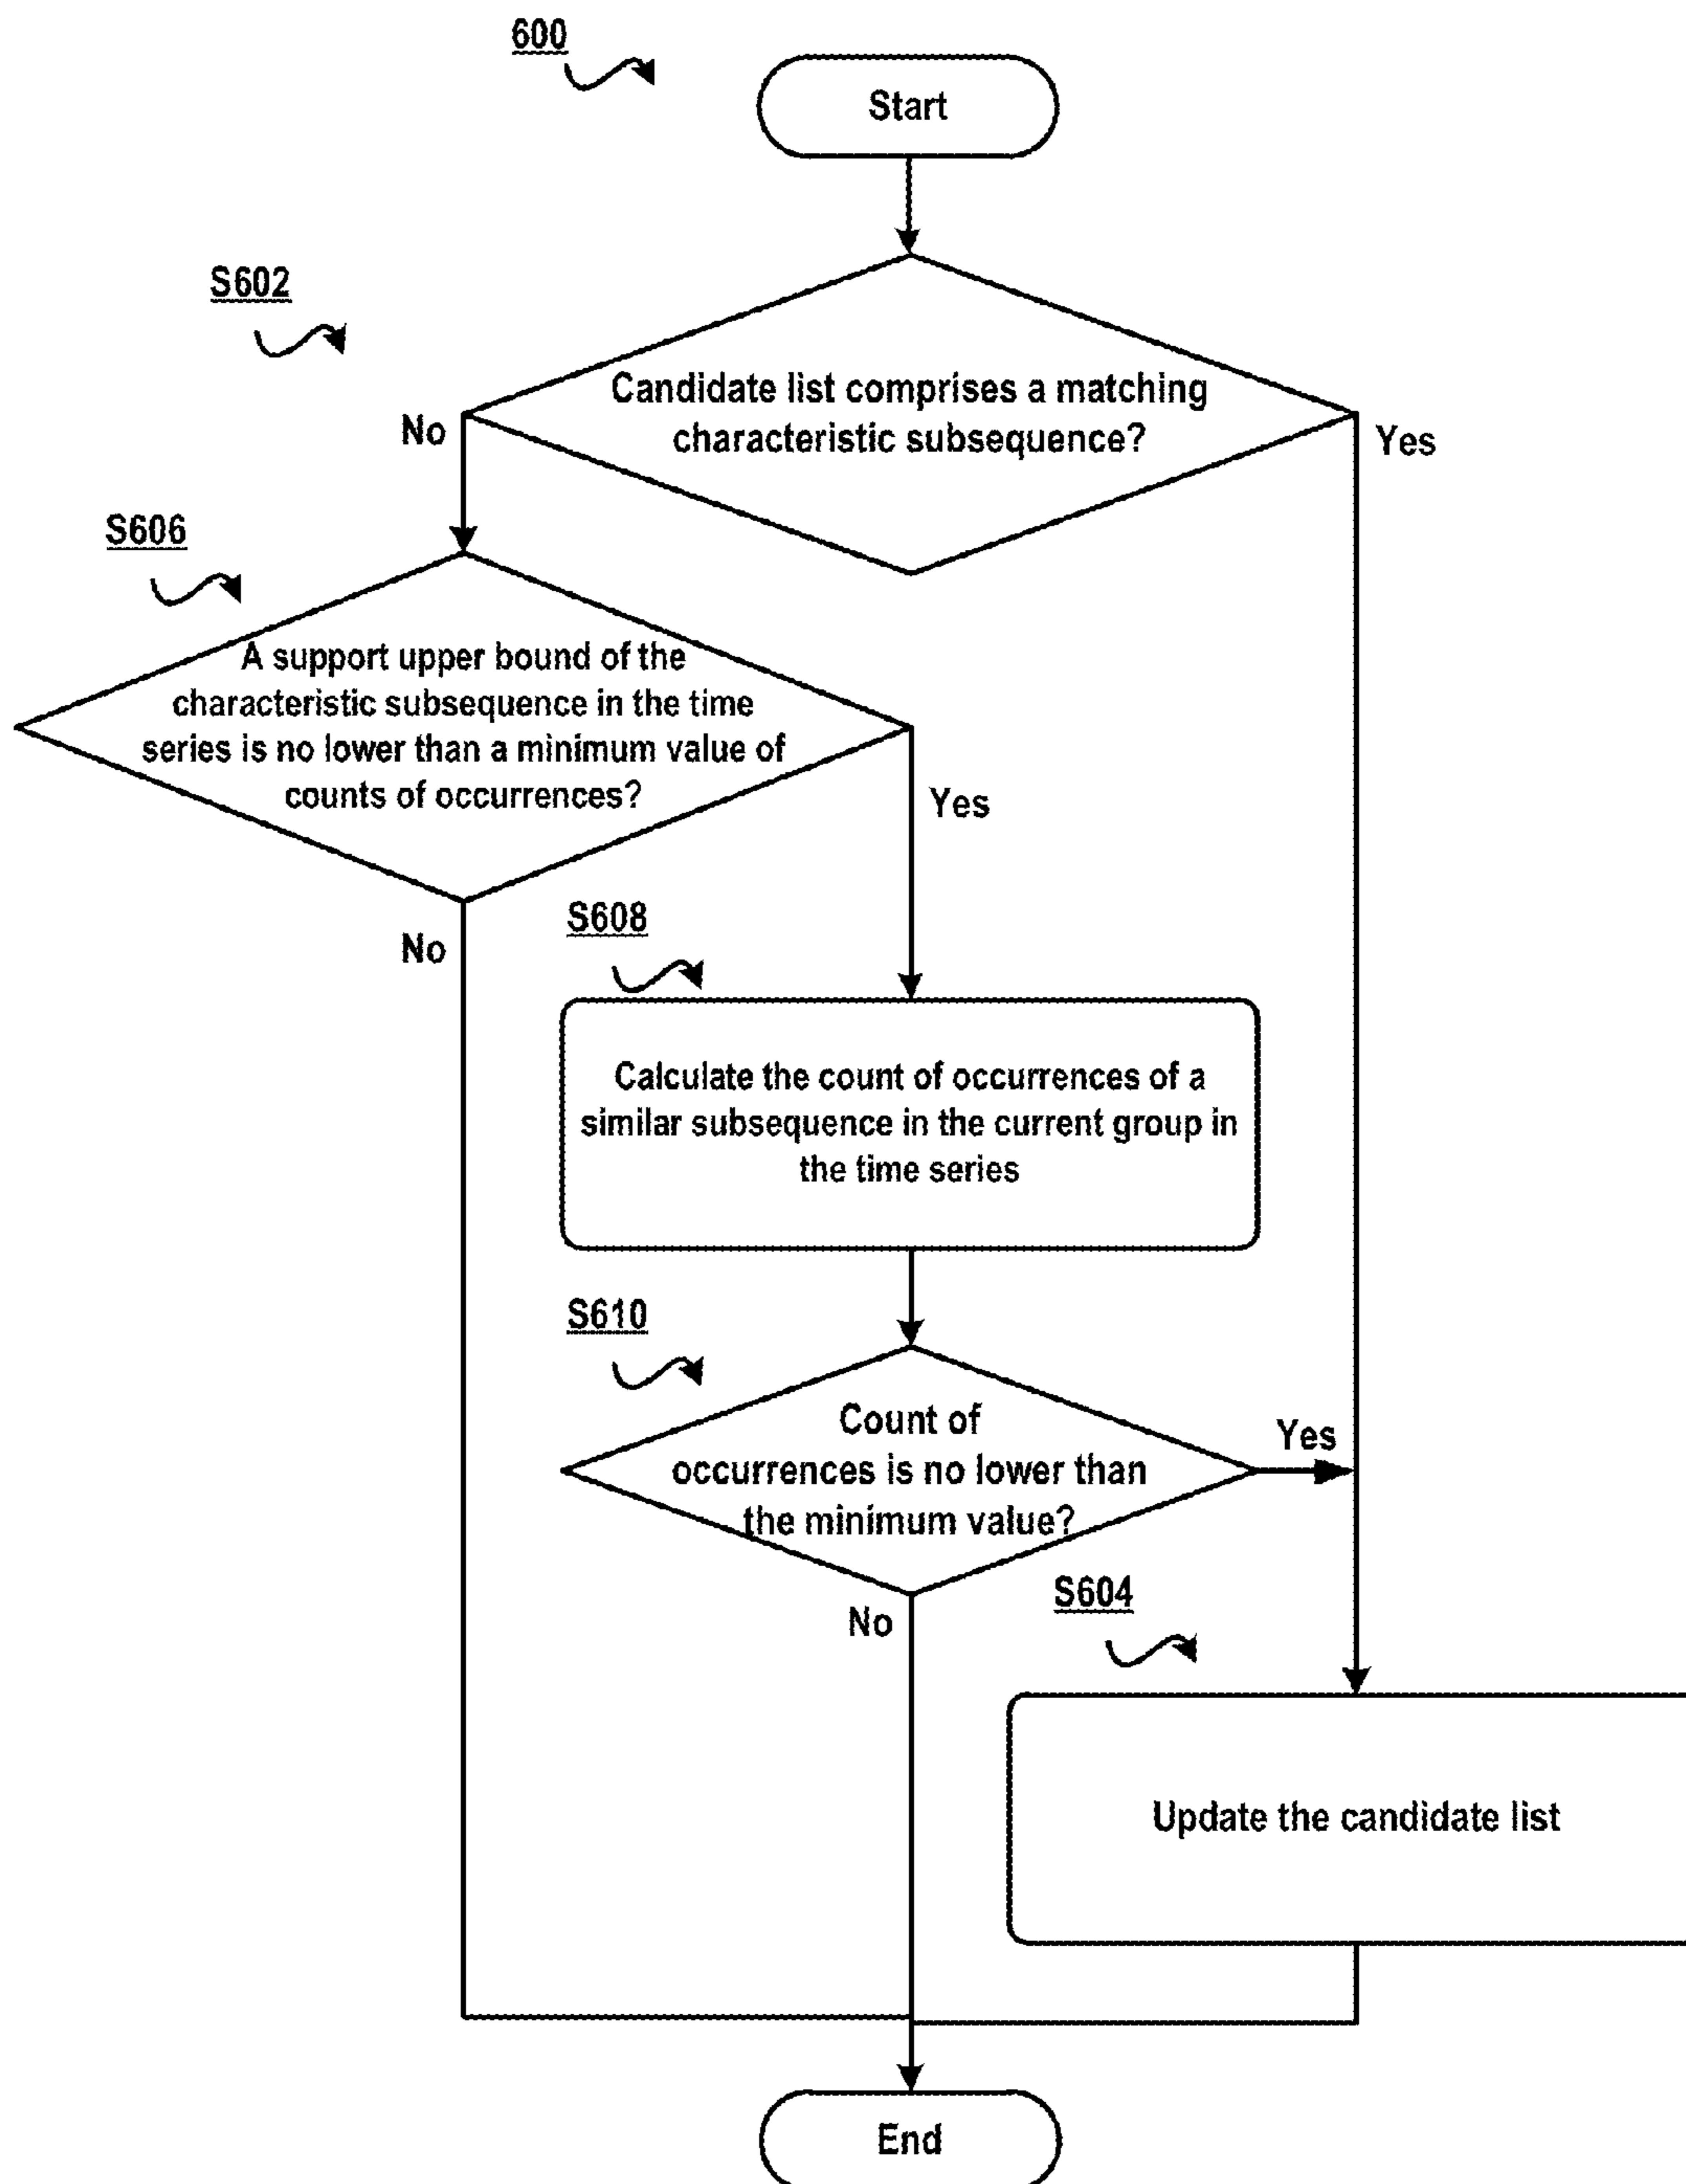 600
Start
S602
Candidate list comprises a matching
characteristic subsequence?
No
Yes
S606
A support upper bound of the
characteristic subsequence in the time
series is no lower than a minimum value of
counts of occurrences?
Yes
No
S608
Calculate the count of occurrences of a
similar subsequence in the current group in
the time series
S610
Count of
occurrences is no lower than
the minimum value?
Yes
No
S604
Update the candidate list
End